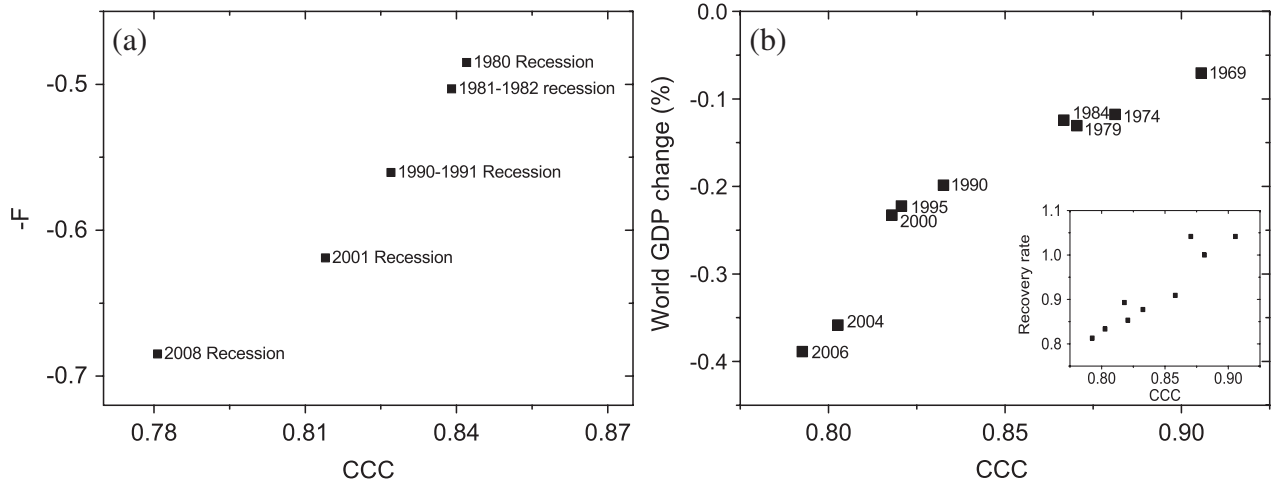 (a)
-0.5
-0.6
-0.7
-F
1980 Recession
1981-1982 recession
1990-1991 Recession
2001 Recession
2008 Recession
0.78
0.81
0.84
0.87
CCC
(b)
0.0
-0.1
-0.2
-0.3
-0.4
World GDP change (%)
1969
1984
1974
1979
1990
1995
2000
2004
2006
0.80
0.85
0.90
CCC
1.1
1.0
0.9
0.8
Recovery rate
0.80
0.85
0.90
CCC